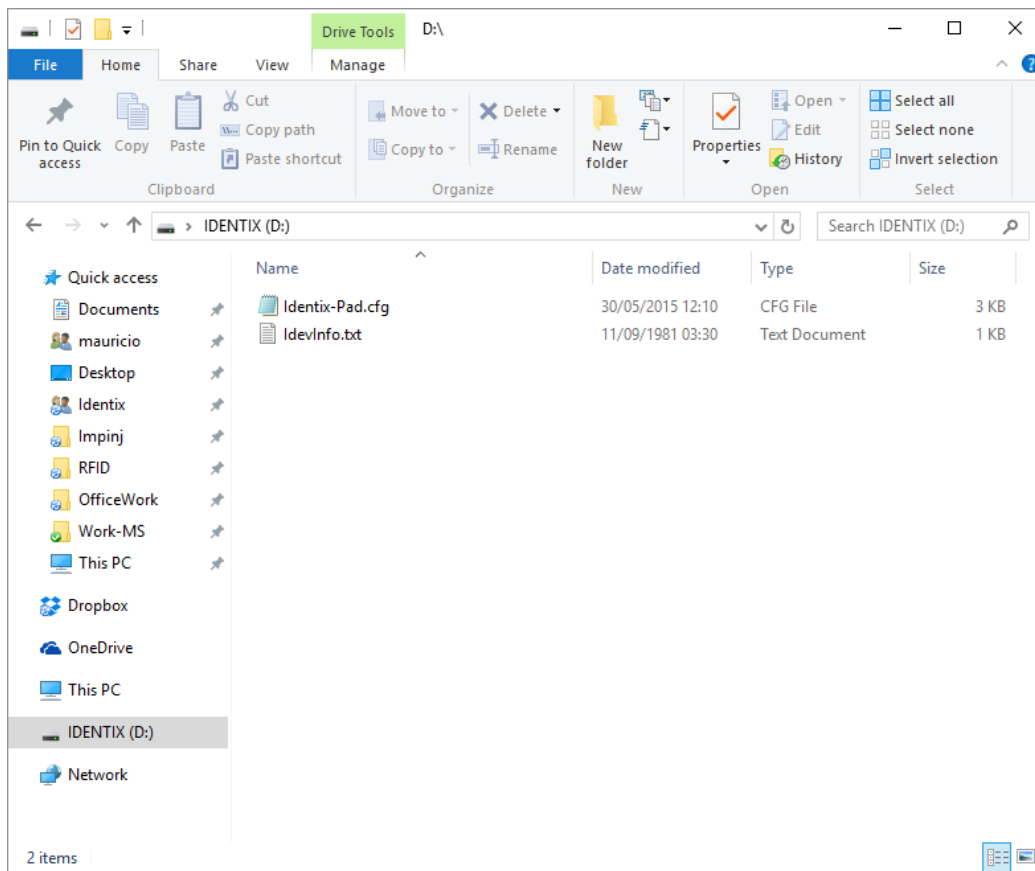 Drive Tools D:\
File Home Share View Manage
Pin to Quick access
Copy
Paste
Cut
Copy path
Paste shortcut
Clipboard
Move to
Copy to
Delete
Rename
Organize
New folder
New
Properties
Open
Edit
History
Open
Select all
Select none
Invert selection
Select
IDENTIX (D:)
Search IDENTIX (D:)
Quick access
Documents
mauricio
Desktop
Identix
Impinj
RFID
OfficeWork
Work-MS
This PC
Dropbox
OneDrive
This PC
IDENTIX (D:)
Network
Name Date modified Type Size
Identix-Pad.cfg 30/05/2015 12:10 CFG File 3 KB
IdevInfo.txt 11/09/1981 03:30 Text Document 1 KB
2 items